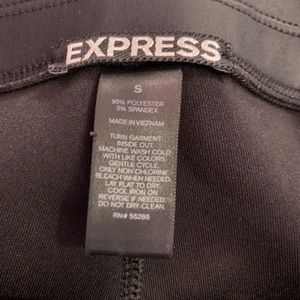 EXPRESS
S
95% POLYESTER
5% SPANDEX
MADE IN VIETNAM
TURN GARMENT
INSIDE OUT.
MACHINE WASH COLD
WITH LIKE COLORS.
GENTLE CYCLE.
ONLY NON-CHLORINE
BLEACH WHEN NEEDED.
LAY FLAT TO DRY.
COOL IRON ON
REVERSE IF NEEDED.
DO NOT DRY CLEAN.
RN# 55285